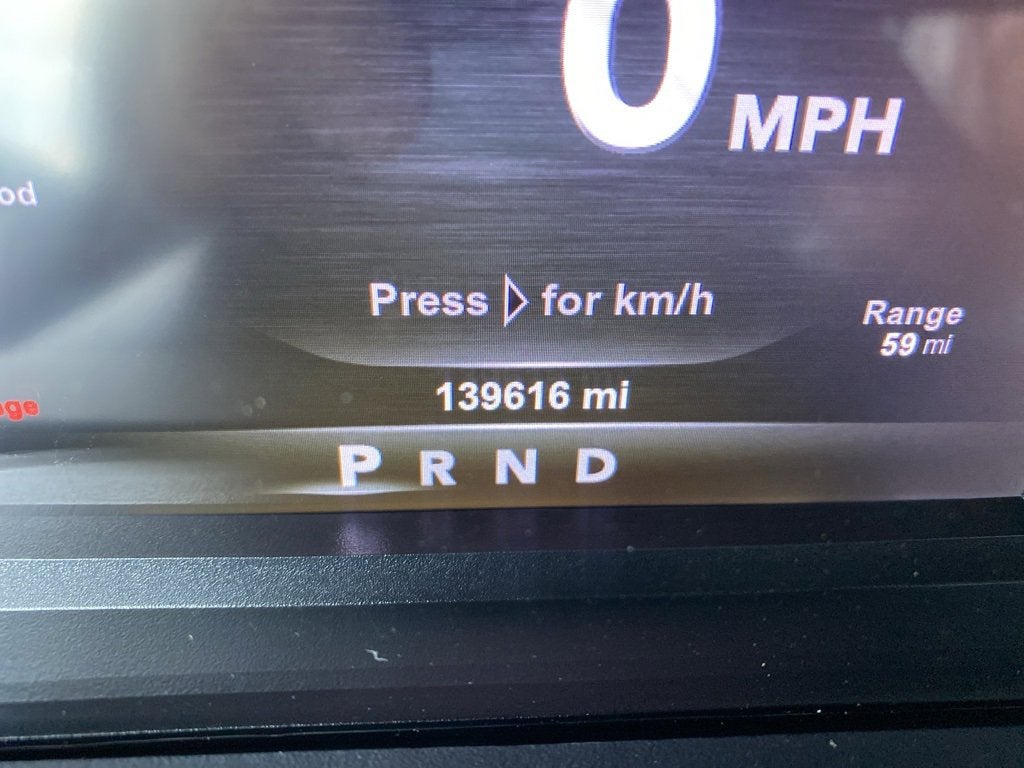 0 MPH
Press ▷ for km/h
Range
59 mi
139616 mi
P R N D